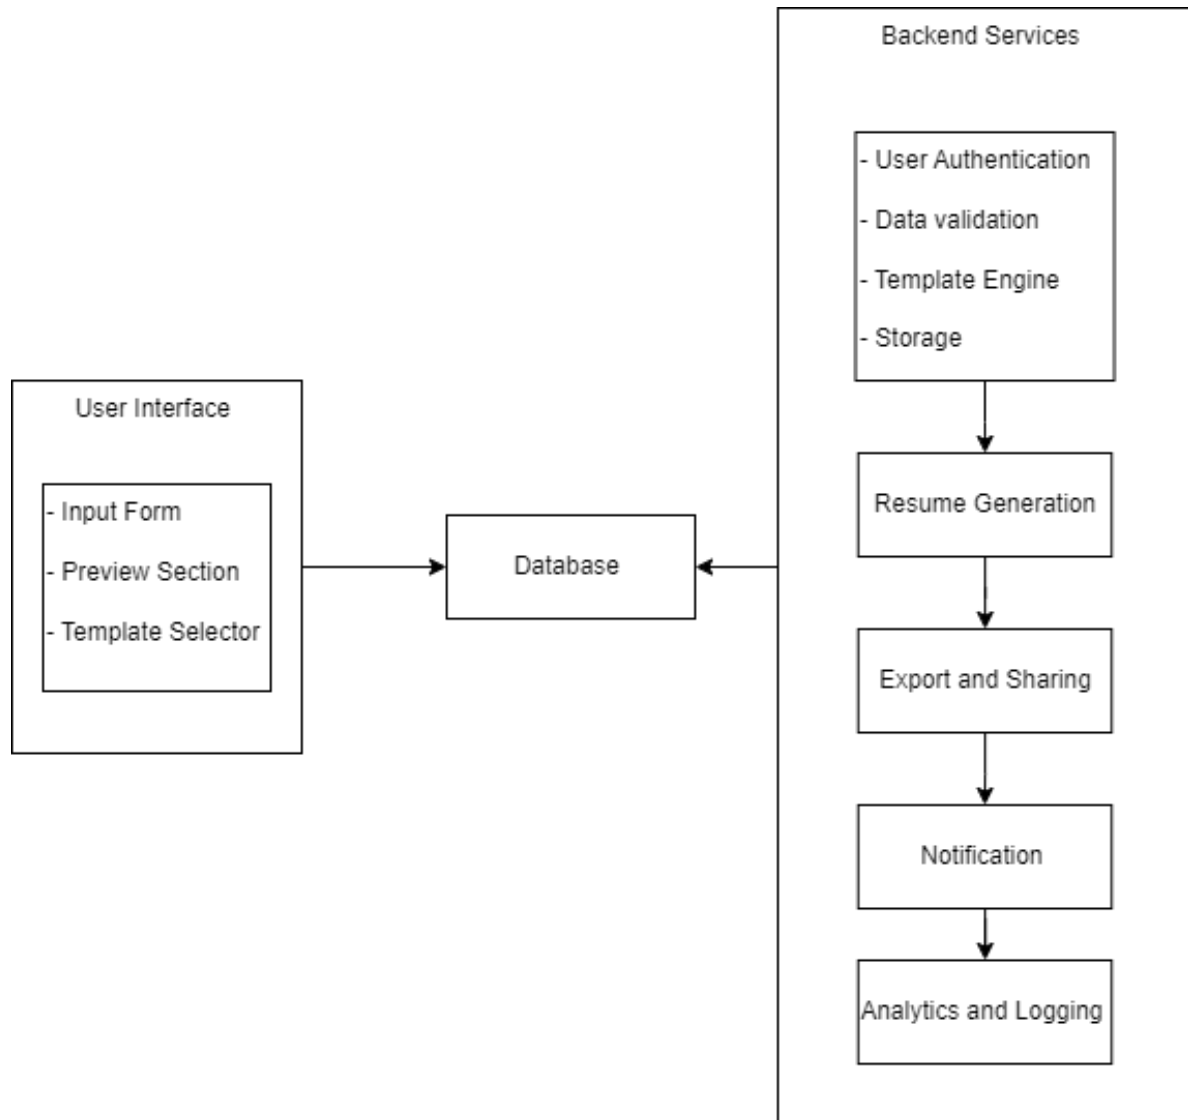 User Interface
- Input Form
- Preview Section
- Template Selector
Database
Backend Services
- User Authentication
- Data validation
- Template Engine
- Storage
Resume Generation
Export and Sharing
Notification
Analytics and Logging